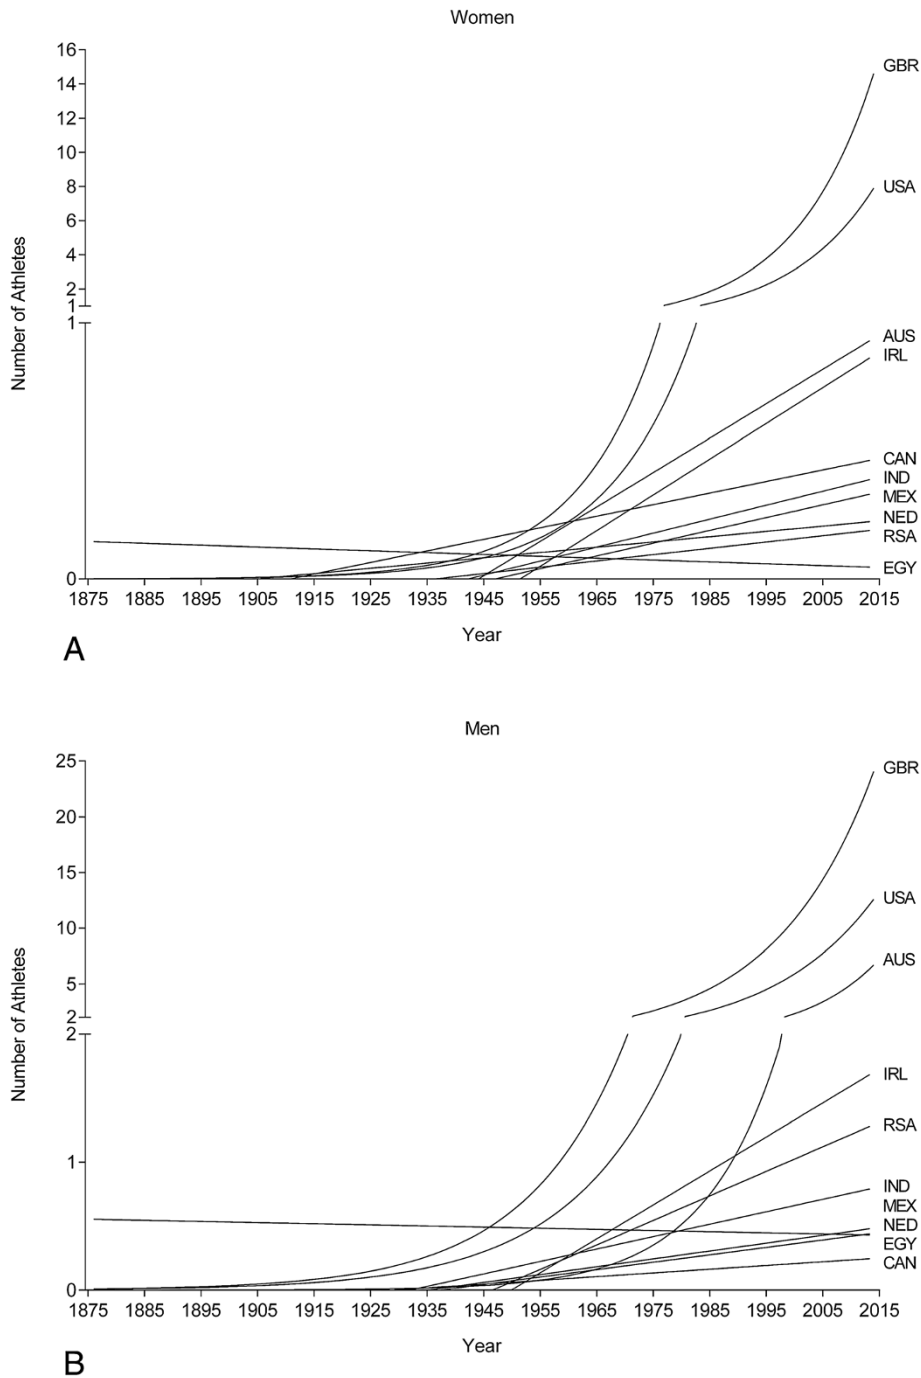 Women
16
14
12
10
8
6
4
2
1
1
0
Number of Athletes
GBR
USA
AUS
IRL
CAN
IND
MEX
NED
RSA
EGY
1875 1885 1895 1905 1915 1925 1935 1945 1955 1965 1975 1985 1995 2005 2015
Year
A
Men
25
20
15
10
5
2
2
1
0
Number of Athletes
GBR
USA
AUS
IRL
RSA
IND
MEX
NED
EGY
CAN
1875 1885 1895 1905 1915 1925 1935 1945 1955 1965 1975 1985 1995 2005 2015
Year
B